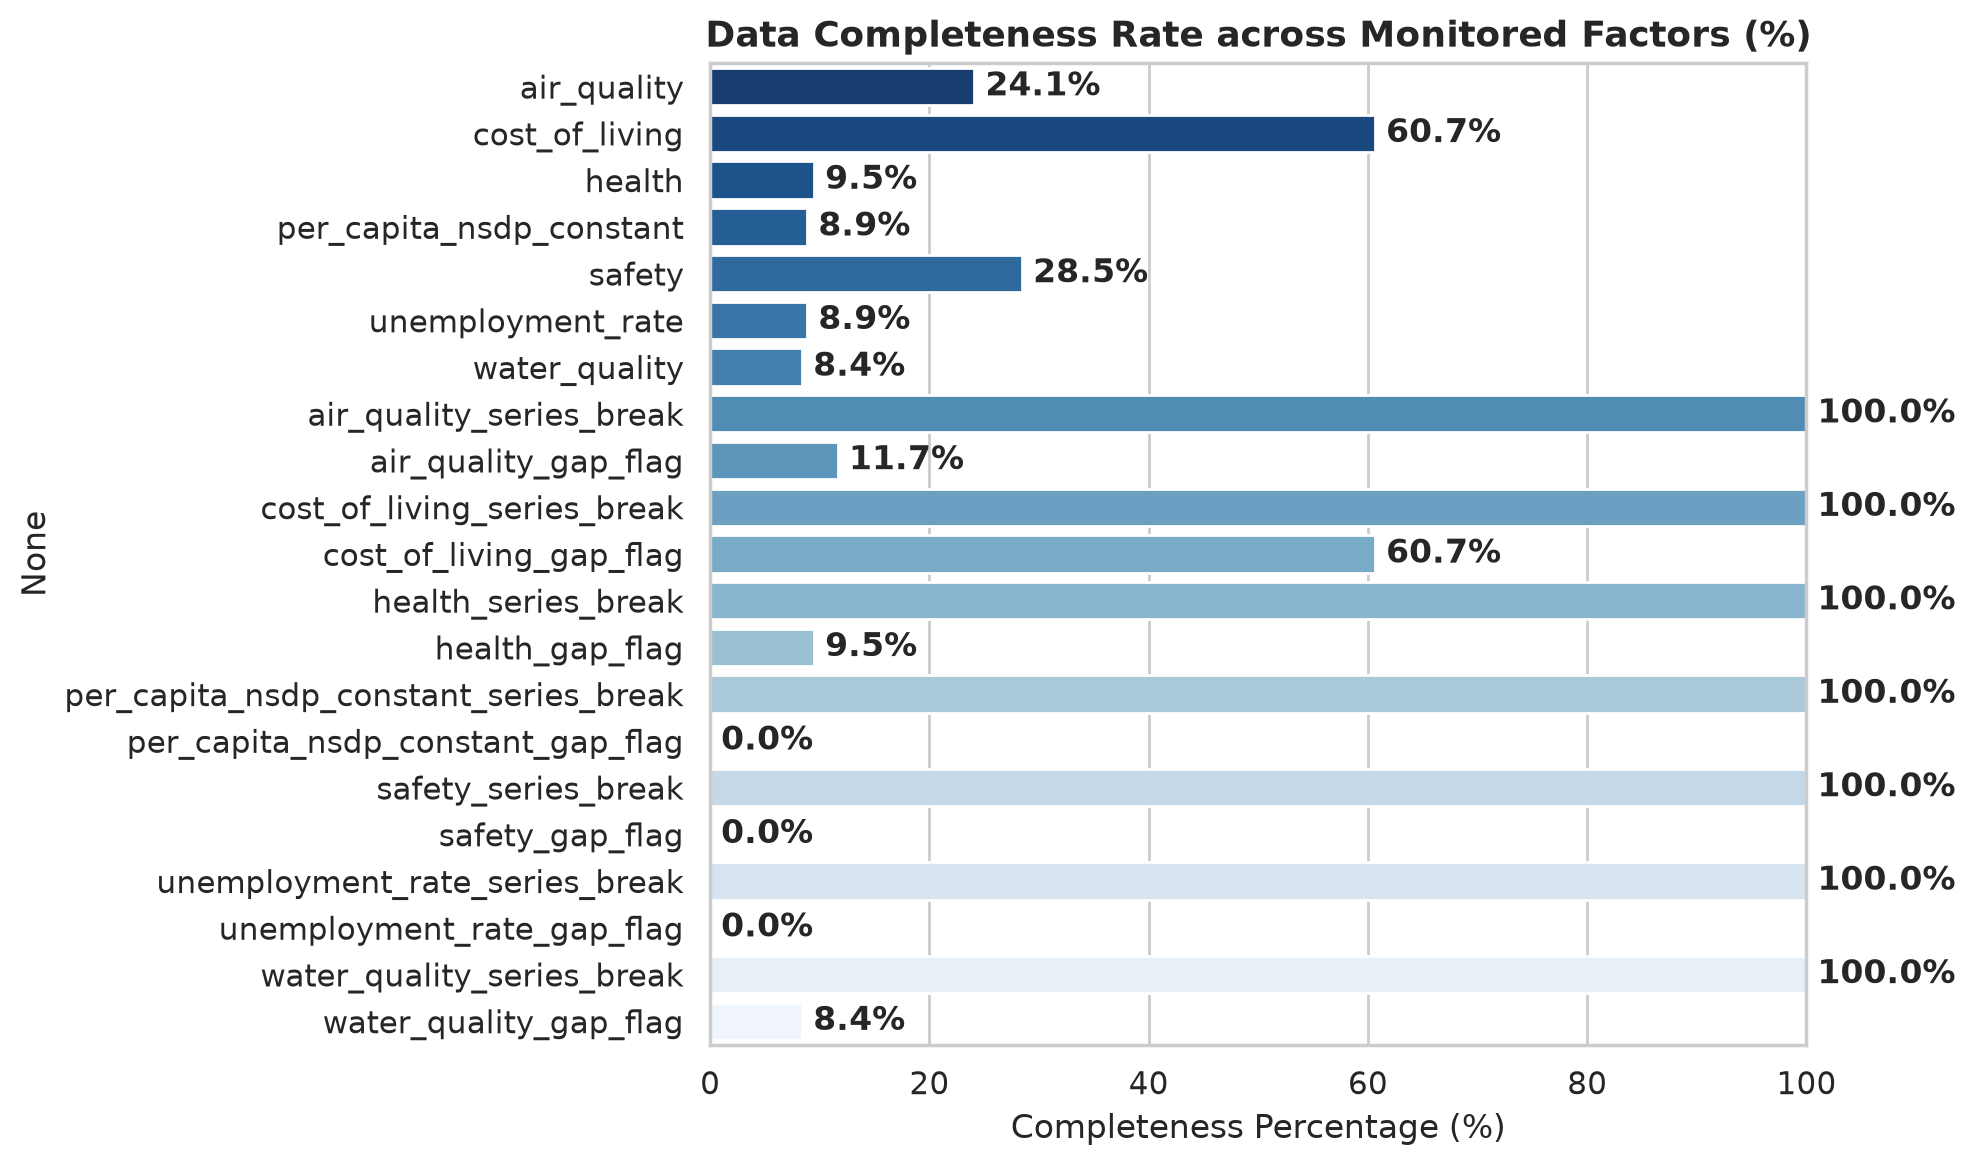 Data Completeness Rate across Monitored Factors (%)
air_quality 24.1%
cost_of_living 60.7%
health 9.5%
per_capita_nsdp_constant 8.9%
safety 28.5%
unemployment_rate 8.9%
water_quality 8.4%
air_quality_series_break 100.0%
air_quality_gap_flag 11.7%
cost_of_living_series_break 100.0%
cost_of_living_gap_flag 60.7%
health_series_break 100.0%
health_gap_flag 9.5%
per_capita_nsdp_constant_series_break 100.0%
per_capita_nsdp_constant_gap_flag 0.0%
safety_series_break 100.0%
safety_gap_flag 0.0%
unemployment_rate_series_break 100.0%
unemployment_rate_gap_flag 0.0%
water_quality_series_break 100.0%
water_quality_gap_flag 8.4%
None
0 20 40 60 80 100
Completeness Percentage (%)